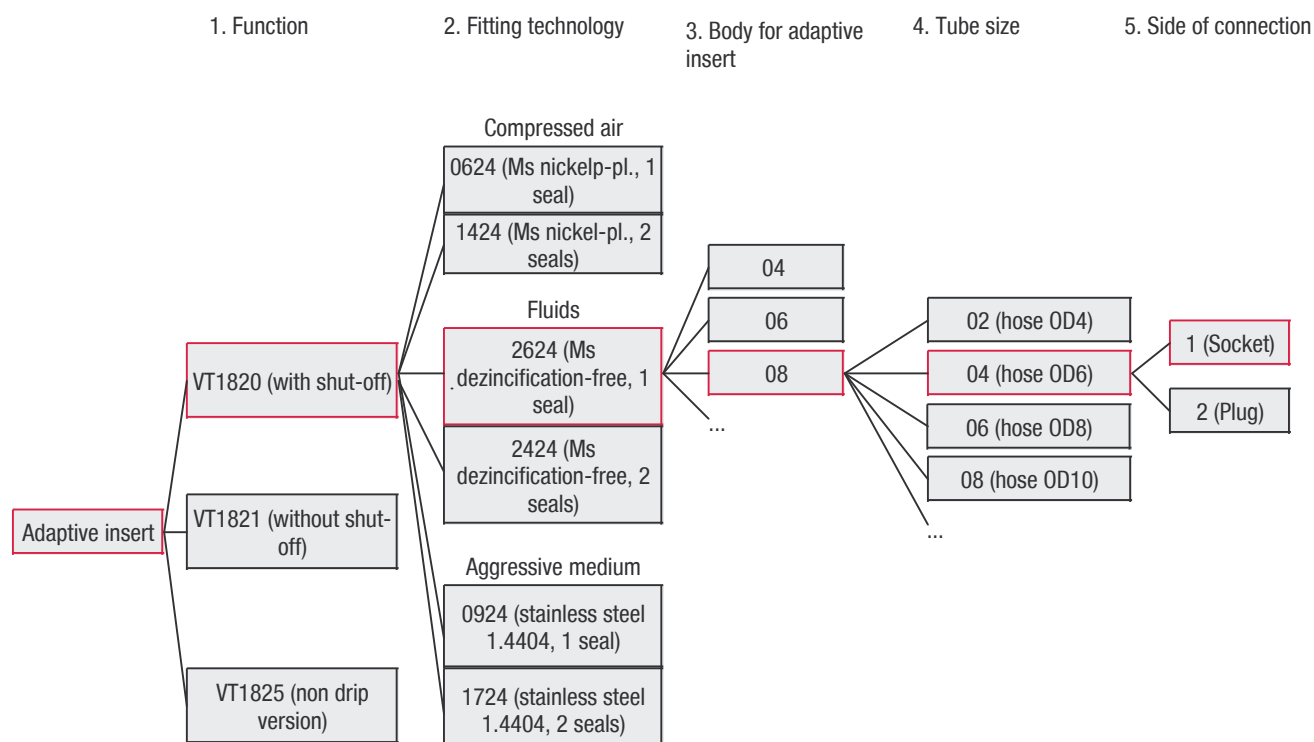 1. Function
2. Fitting technology
3. Body for adaptive
insert
4. Tube size
5. Side of connection
Compressed air
0624 (Ms nickelp-pl., 1
seal)
1424 (Ms nickel-pl., 2
seals)
Fluids
2624 (Ms
dezincification-free, 1
seal)
2424 (Ms
dezincification-free, 2
seals)
Aggressive medium
0924 (stainless steel
1.4404, 1 seal)
1724 (stainless steel
1.4404, 2 seals)
Adaptive insert
VT1820 (with shut-off)
VT1821 (without shut-
off)
VT1825 (non drip
version)
04
06
08
...
02 (hose OD4)
04 (hose OD6)
06 (hose OD8)
08 (hose OD10)
...
1 (Socket)
2 (Plug)